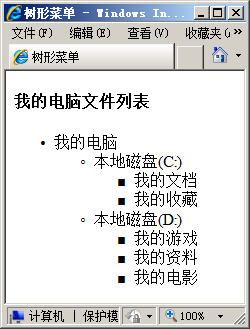 树形菜单 - Windows In...
文件(F) 编辑(E) 查看(V) 收藏夹(
树形菜单
我的电脑文件列表
我的电脑
本地磁盘(C:)
我的文档
我的收藏
本地磁盘(D:)
我的游戏
我的资料
我的电影
计算机 | 保护模 100%